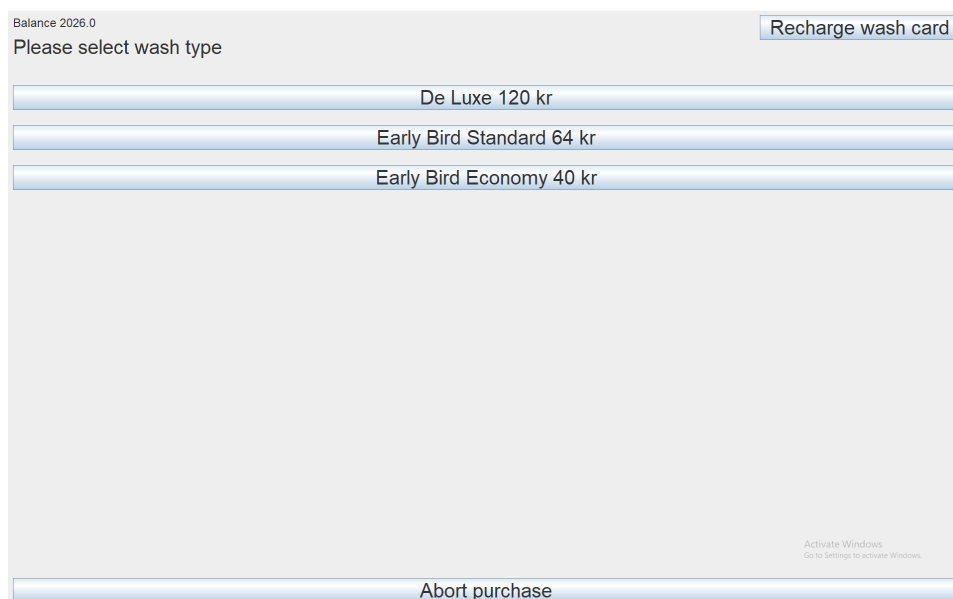 Balance 2026.0
Recharge wash card
Please select wash type
De Luxe 120 kr
Early Bird Standard 64 kr
Early Bird Economy 40 kr
Activate Windows
Go to Settings to activate Windows.
Abort purchase